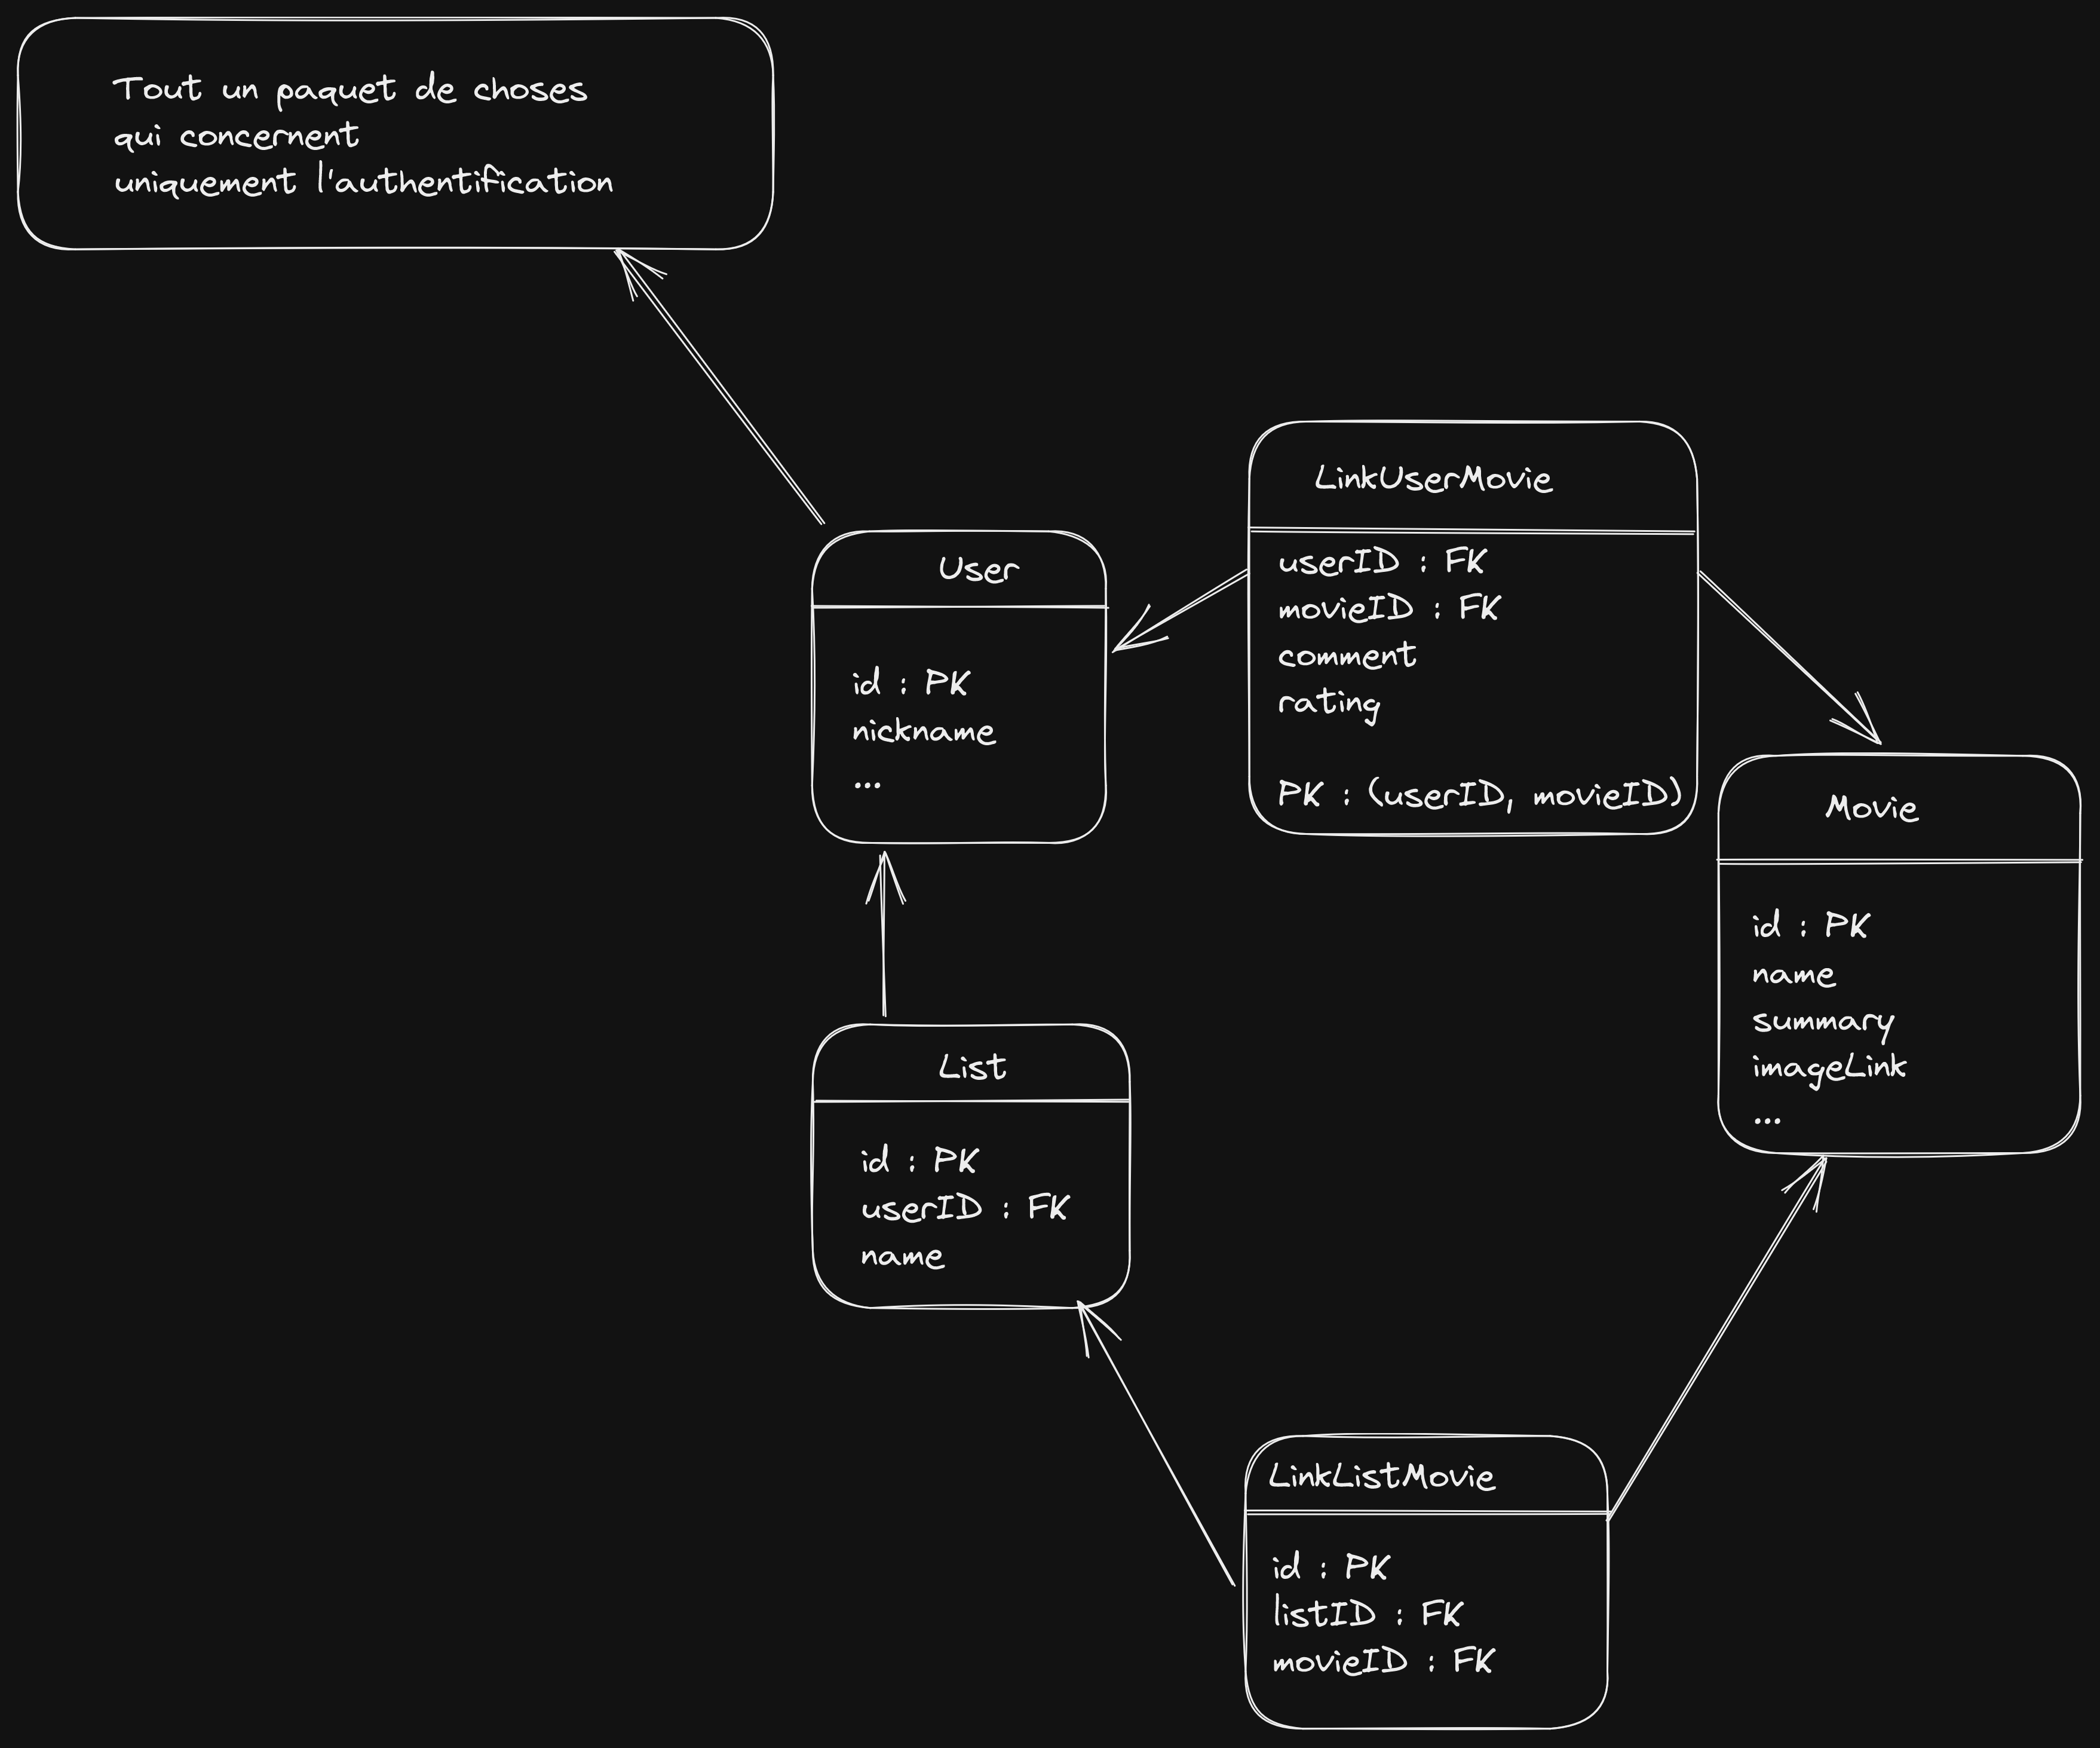 Tout un paquet de choses
qui concernent
uniquement l'authentification
LinkUserMovie
userID : FK
movieID : FK
comment
rating
PK : (userID, movieID)
User
id : PK
nickname
...
Movie
id : PK
name
summary
imageLink
...
List
id : PK
userID : FK
name
LinkListMovie
id : PK
listID : FK
movieID : FK